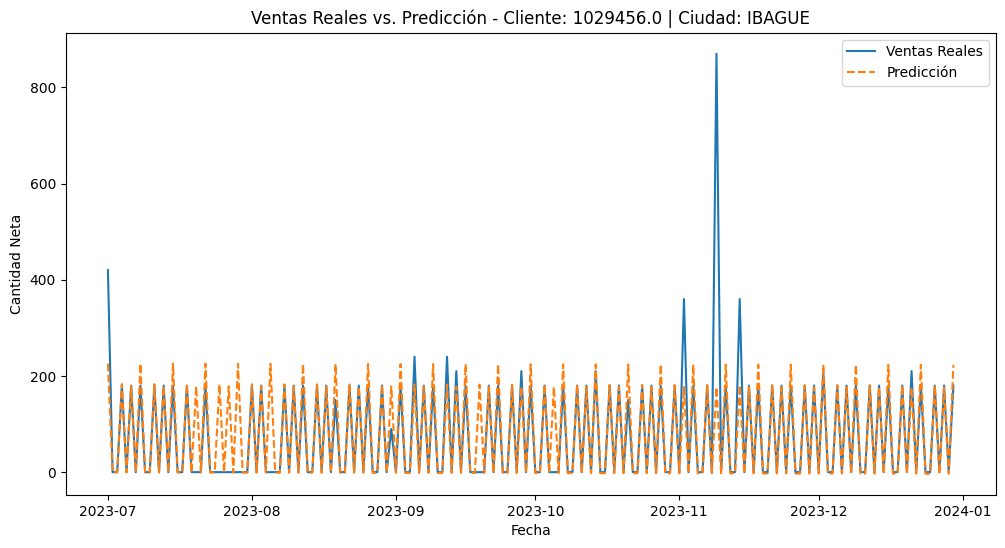 Ventas Reales vs. Predicción - Cliente: 1029456.0 | Ciudad: IBAGUE
Ventas Reales
Predicción
800
600
400
200
0
Cantidad Neta
2023-07 2023-08 2023-09 2023-10 2023-11 2023-12 2024-01
Fecha